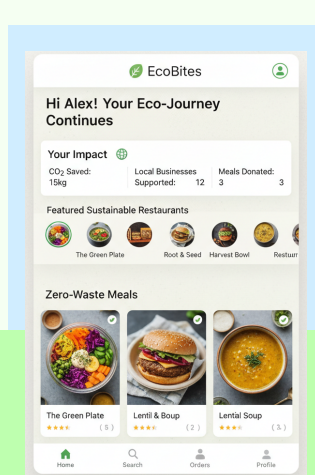 EcoBites
Hi Alex! Your Eco-Journey
Continues
Your Impact
CO₂ Saved:
15kg
Local Businesses
Supported: 12
Meals Donated:
3 3
Featured Sustainable Restaurants
The Green Plate
Root & Seed
Harvest Bowl
Restuurr
Zero-Waste Meals
The Green Plate
( 5 )
Lentil & Boup
( 2 )
Lential Soup
( 3. )
Home
Search
Orders
Profile